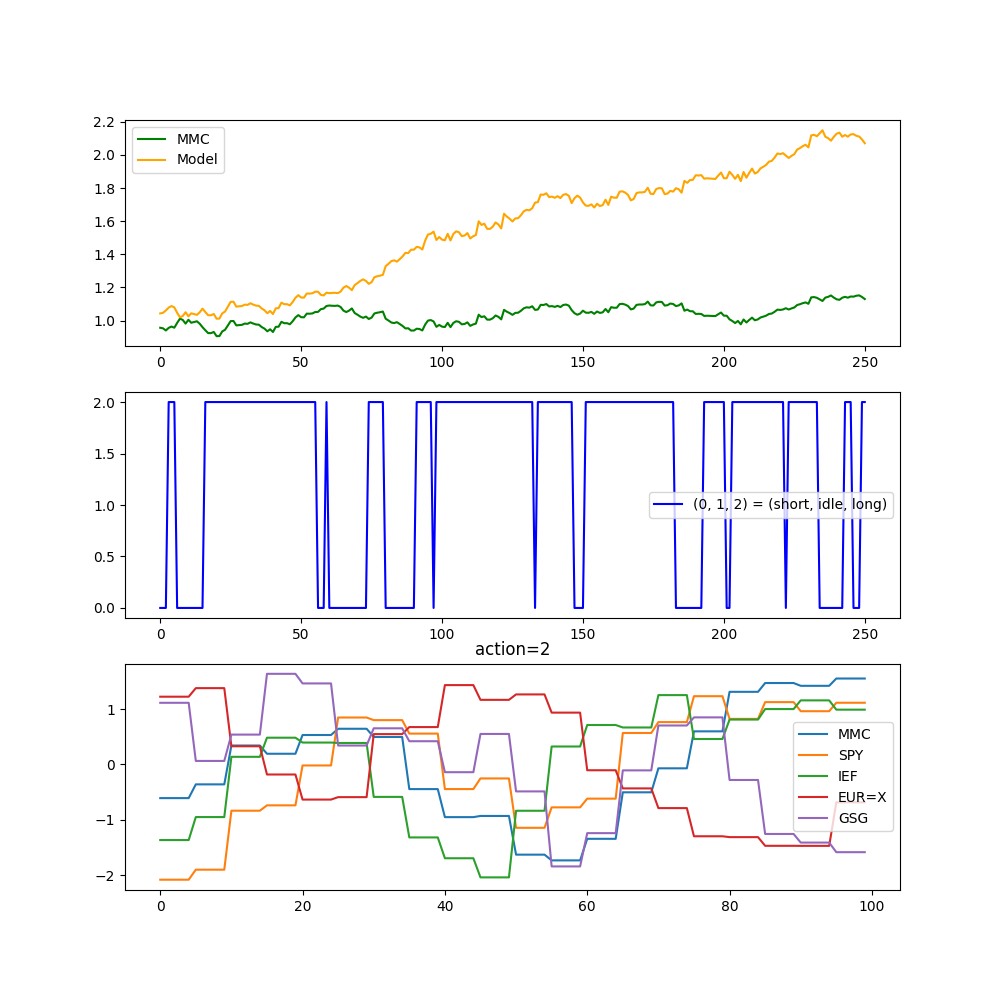 2.2
2.0
1.8
1.6
1.4
1.2
1.0
MMC
Model
0 50 100 150 200 250
2.0
1.5
1.0
0.5
0.0
(0, 1, 2) = (short, idle, long)
0 50 100 150 200 250
action=2
1
0
−1
−2
MMC
SPY
IEF
EUR=X
GSG
0 20 40 60 80 100